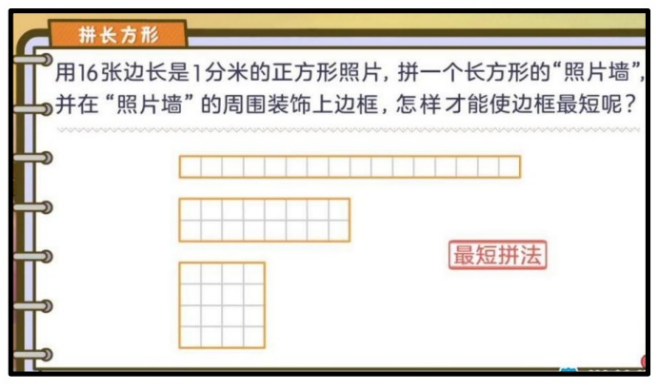 拼长方形
用16张边长是1分米的正方形照片, 拼一个长方形的“照片墙”,
并在“照片墙”的周围装饰上边框, 怎样才能使边框最短呢?
最短拼法